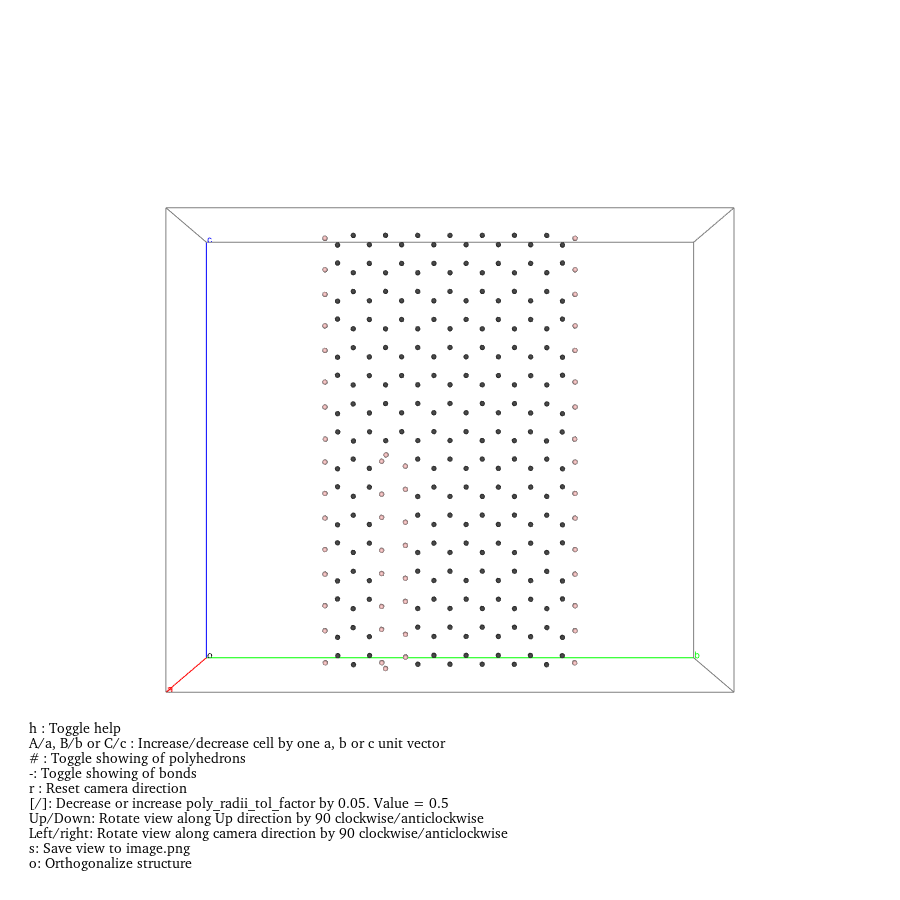 c
o
b
a
h : Toggle help
A/a, B/b or C/c : Increase/decrease cell by one a, b or c unit vector
# : Toggle showing of polyhedrons
-: Toggle showing of bonds
r : Reset camera direction
[/]: Decrease or increase poly_radii_tol_factor by 0.05. Value = 0.5
Up/Down: Rotate view along Up direction by 90 clockwise/anticlockwise
Left/right: Rotate view along camera direction by 90 clockwise/anticlockwise
s: Save view to image.png
o: Orthogonalize structure